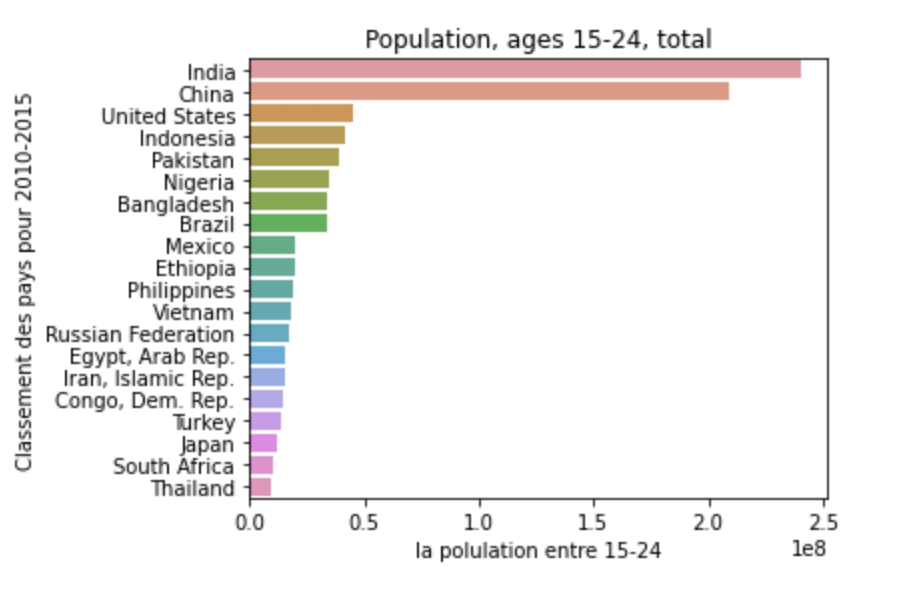 Population, ages 15-24, total
Classement des pays pour 2010-2015
India
China
United States
Indonesia
Pakistan
Nigeria
Bangladesh
Brazil
Mexico
Ethiopia
Philippines
Vietnam
Russian Federation
Egypt, Arab Rep.
Iran, Islamic Rep.
Congo, Dem. Rep.
Turkey
Japan
South Africa
Thailand
0.0 0.5 1.0 1.5 2.0 2.5
1e8
la polulation entre 15-24